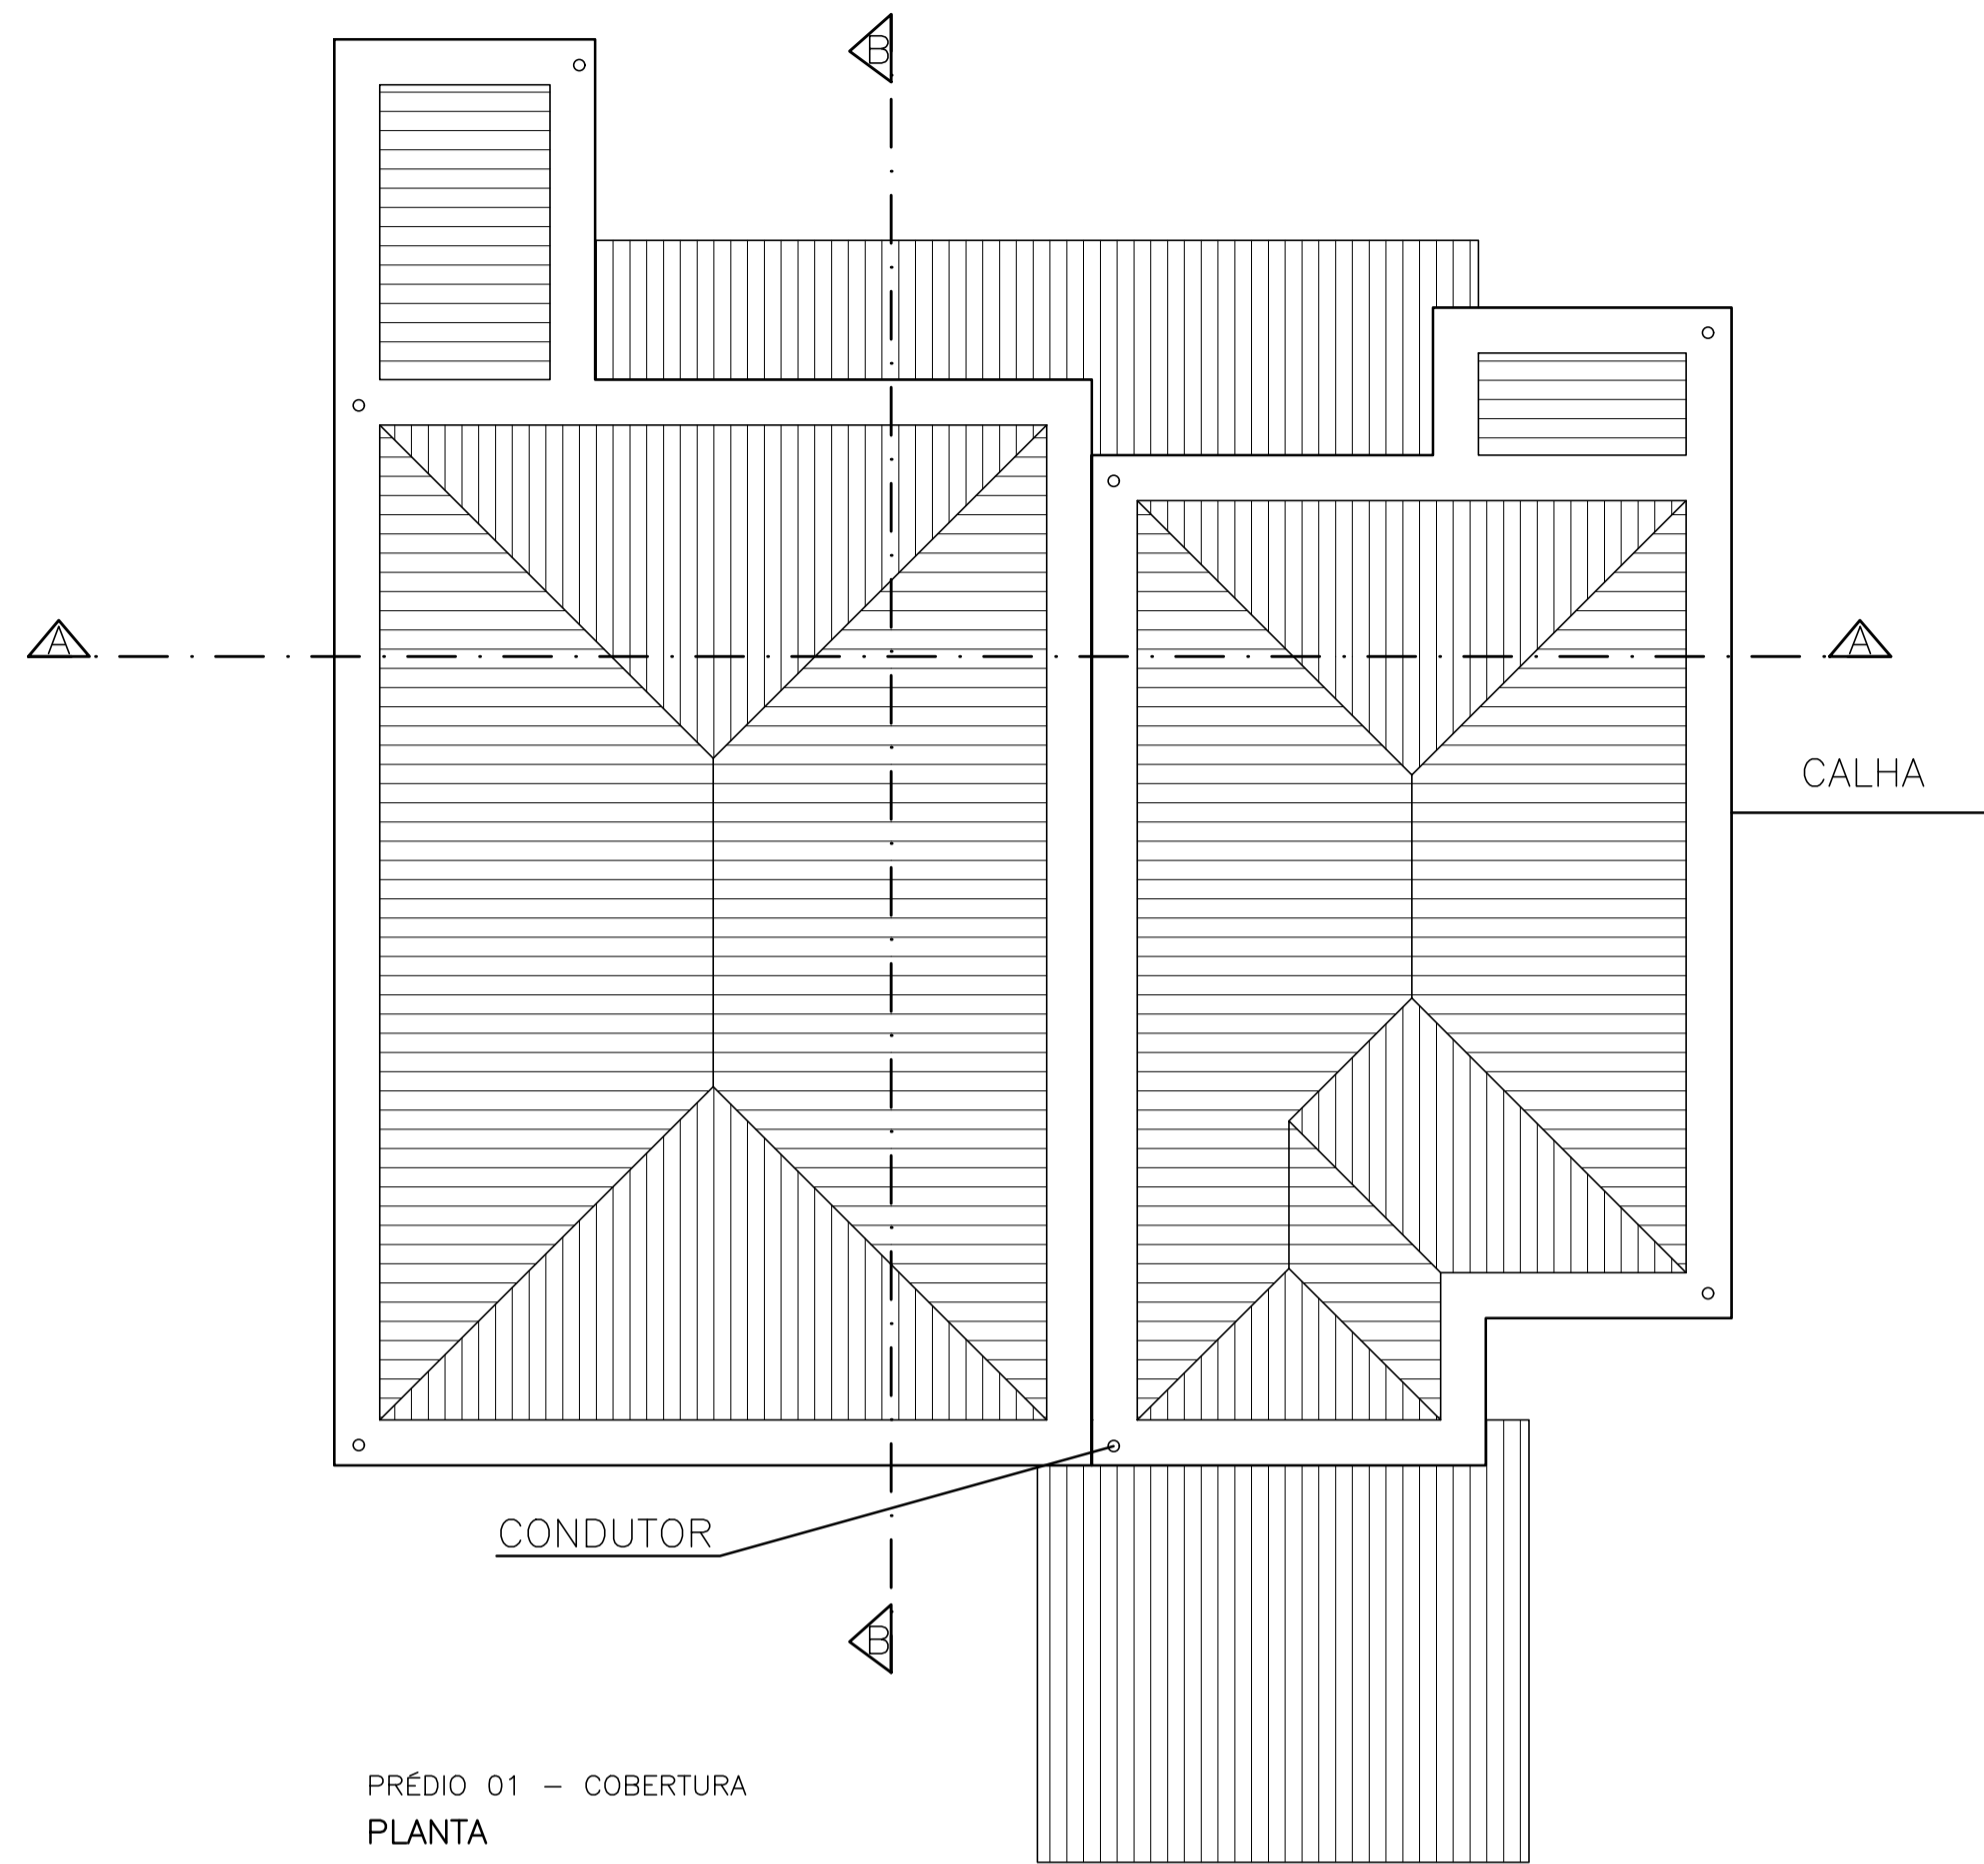 B
A
A
CALHA
CONDUTOR
B
PRÉDIO 01 - COBERTURA
PLANTA